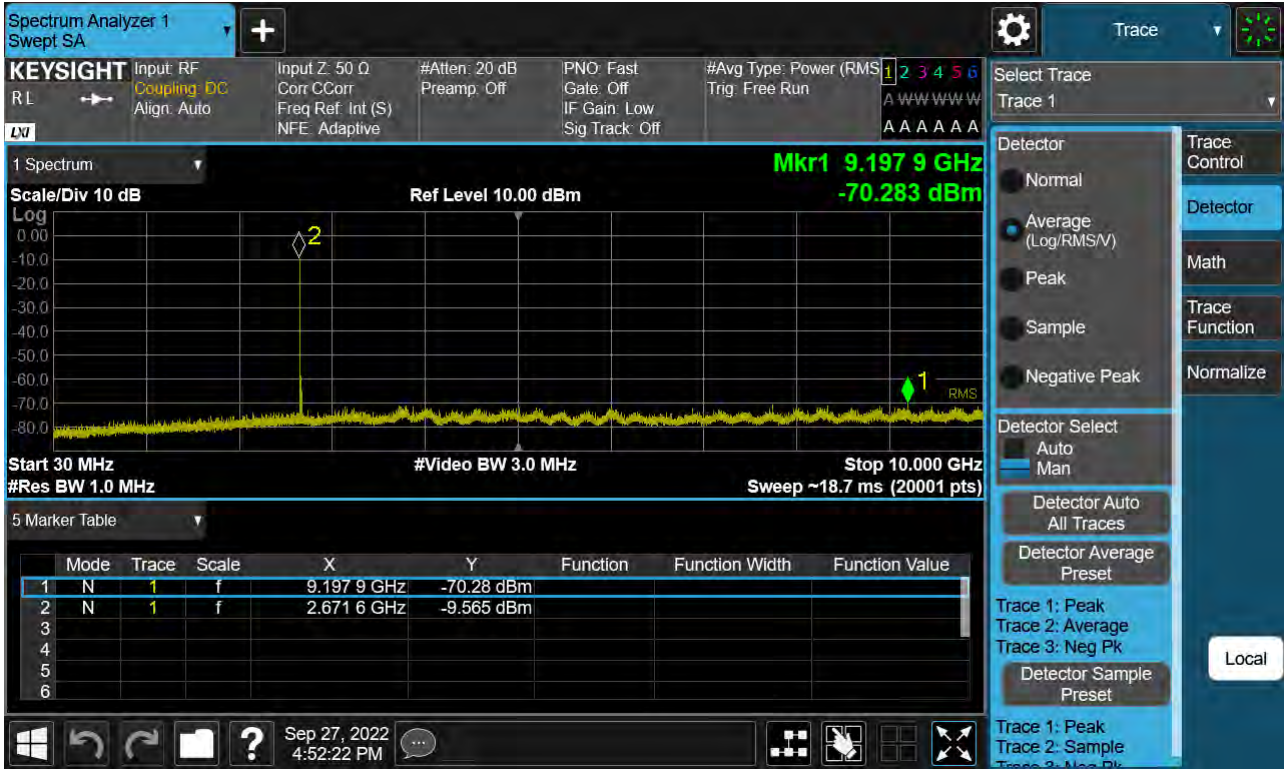 Spectrum Analyzer 1
Swept SA
Trace
KEYSIGHT
R L
LXI
Input: RF
Coupling: DC
Align: Auto
Input Z: 50 Ω
Corr CCorr
Freq Ref: Int (S)
NFE: Adaptive
#Atten: 20 dB
Preamp: Off
PNO: Fast
Gate: Off
IF Gain: Low
Sig Track: Off
#Avg Type: Power (RMS
Trig: Free Run
1 2 3 4 5 6
A W W W W W
A A A A A A
Select Trace
Trace 1
1 Spectrum
Mkr1 9.197 9 GHz
-70.283 dBm
Scale/Div 10 dB
Ref Level 10.00 dBm
Log
0.00
-10.0
-20.0
-30.0
-40.0
-50.0
-60.0
-70.0
-80.0
2
1
RMS
Start 30 MHz
#Video BW 3.0 MHz
Stop 10.000 GHz
#Res BW 1.0 MHz
Sweep ~18.7 ms (20001 pts)
5 Marker Table
Mode Trace Scale X Y Function Function Width Function Value
1 N 1 f 9.197 9 GHz -70.28 dBm
2 N 1 f 2.671 6 GHz -9.565 dBm
3
4
5
6
Detector
Normal
Average
(Log/RMS/V)
Peak
Sample
Negative Peak
Detector Select
Auto
Man
Detector Auto
All Traces
Detector Average
Preset
Trace 1: Peak
Trace 2: Average
Trace 3: Neg Pk
Detector Sample
Preset
Trace 1: Peak
Trace 2: Sample
Trace 3: Neg Pk
Trace
Control
Detector
Math
Trace
Function
Normalize
Local
Sep 27, 2022
4:52:22 PM